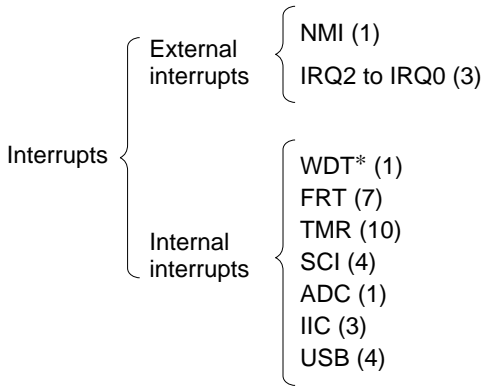 Interrupts
External
interrupts
NMI (1)
IRQ2 to IRQ0 (3)
Internal
interrupts
WDT* (1)
FRT (7)
TMR (10)
SCI (4)
ADC (1)
IIC (3)
USB (4)